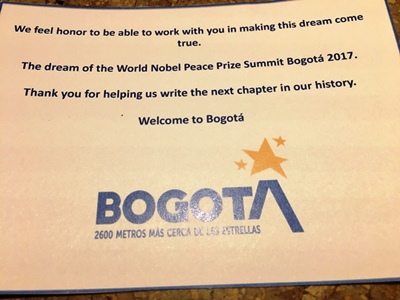 We feel honor to be able to work with you in making this dream come
true.
The dream of the World Nobel Peace Prize Summit Bogotá 2017.
Thank you for helping us write the next chapter in our history.
Welcome to Bogotá
BOGOTÁ
2600 METROS MÁS CERCA DE LAS ESTRELLAS